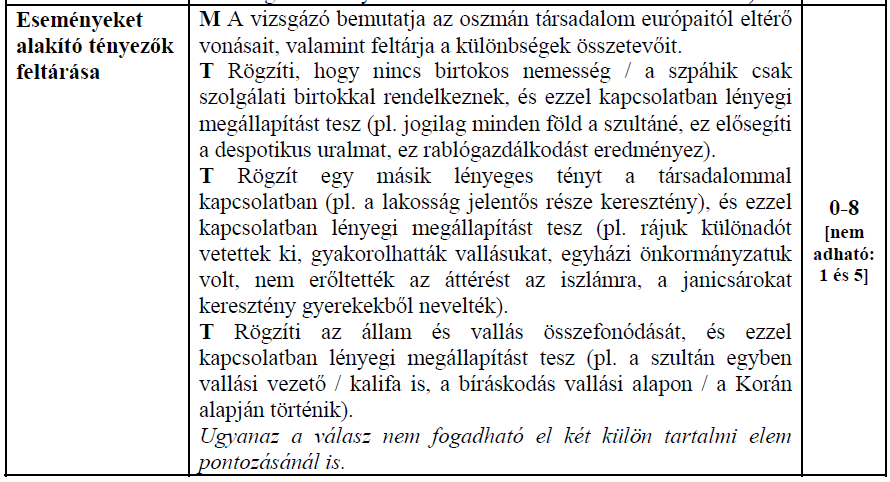 Eseményeket
alakító tényezők
feltárása
M A vizsgázó bemutatja az oszmán társadalom európaitól eltérő
vonásait, valamint feltárja a különbségek összetevőit.
T Rögzíti, hogy nincs birtokos nemesség / a szpáhik csak
szolgálati birtokkal rendelkeznek, és ezzel kapcsolatban lényegi
megállapítást tesz (pl. jogilag minden föld a szultáné, ez elősegíti
a despotikus uralmat, ez rablógazdálkodást eredményez).
T Rögzít egy másik lényeges tényt a társadalommal
kapcsolatban (pl. a lakosság jelentős része keresztény), és ezzel
kapcsolatban lényegi megállapítást tesz (pl. rájuk különadót
vetettek ki, gyakorolhatták vallásukat, egyházi önkormányzatuk
volt, nem erőltették az áttérést az iszlámra, a janicsárokat
keresztény gyerekekből nevelték).
T Rögzíti az állam és vallás összefonódását, és ezzel
kapcsolatban lényegi megállapítást tesz (pl. a szultán egyben
vallási vezető / kalifa is, a bíráskodás vallási alapon / a Korán
alapján történik).
Ugyanaz a válasz nem fogadható el két külön tartalmi elem
pontozásánál is.
0-8
[nem
adható:
1 és 5]